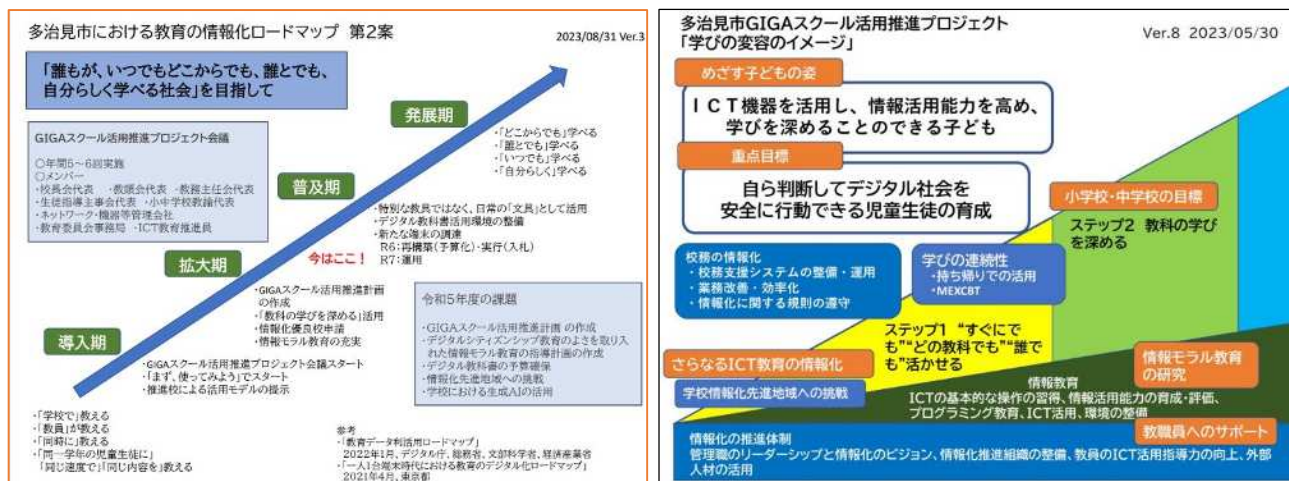 多治見市における教育の情報化ロードマップ 第2案
2023/08/31 Ver.3
「誰もが、いつでもどこからでも、誰とでも、
自分らしく学べる社会」を目指して
GIGAスクール活用推進プロジェクト会議
○年間5～6回実施
○メンバー
・校長会代表 ・教頭会代表 ・教務主任会代表
・生徒指導主事会代表 ・小中学校教諭代表
・ネットワーク・機器等管理会社
・教育委員会事務局 ・ICT教育推進員
発展期
・「どこからでも」学べる
・「誰とでも」学べる
・「いつでも」学べる
・「自分らしく」学べる
普及期
・特別な教具ではなく、日常の「文具」として活用
・デジタル教科書活用環境の整備
・新たな端末の調達
R6:再構築(予算化)・実行(入札)
R7:運用
今はここ！
拡大期
・GIGAスクール活用推進計画
の作成
・「教科の学びを深める」活用
・情報化優良校申請
・情報モラル教育の充実
令和5年度の課題
・GIGAスクール活用推進計画 の作成
・デジタルシティズンシップ教育のよさを取り入
れた情報モラル教育の指導計画の作成
・デジタル教科書の予算確保
・情報化先進地域への挑戦
・学校における生成AIの活用
導入期
・GIGAスクール活用推進プロジェクト会議スタート
・「まず、使ってみよう」でスタート
・推進校による活用モデルの提示
・「学校で」教える
・「教員」が教える
・「同時に」教える
・「同一学年の児童生徒に」
「同じ速度で」「同じ内容を」教える
参考
・「教育データ利活用ロードマップ」
2022年1月、デジタル庁、総務省、文部科学省、経済産業省
・「一人1台端末時代における教育のデジタル化ロードマップ」
2021年4月、東京都
多治見市GIGAスクール活用推進プロジェクト
「学びの変容のイメージ」
Ver.8 2023/05/30
めざす子どもの姿
ＩＣＴ機器を活用し、情報活用能力を高め、
学びを深めることのできる子ども
重点目標
自ら判断してデジタル社会を
安全に行動できる児童生徒の育成
小学校・中学校の目標
ステップ2 教科の学び
を深める
校務の情報化
・校務支援システムの整備・運用
・業務改善・効率化
・情報化に関する規則の遵守
学びの連続性
・持ち帰りでの活用
・MEXCBT
ステップ1 “すぐにで
も”“どの教科でも”“誰で
も”活かせる
さらなるICT教育の情報化
学校情報化先進地域への挑戦
情報モラル教育
の研究
情報教育
ICTの基本的な操作の習得、情報活用能力の育成・評価、
プログラミング教育、ICT活用、環境の整備
教職員へのサポート
情報化の推進体制
管理職のリーダーシップと情報化のビジョン、情報化推進組織の整備、教員のICT活用指導力の向上、外部
人材の活用